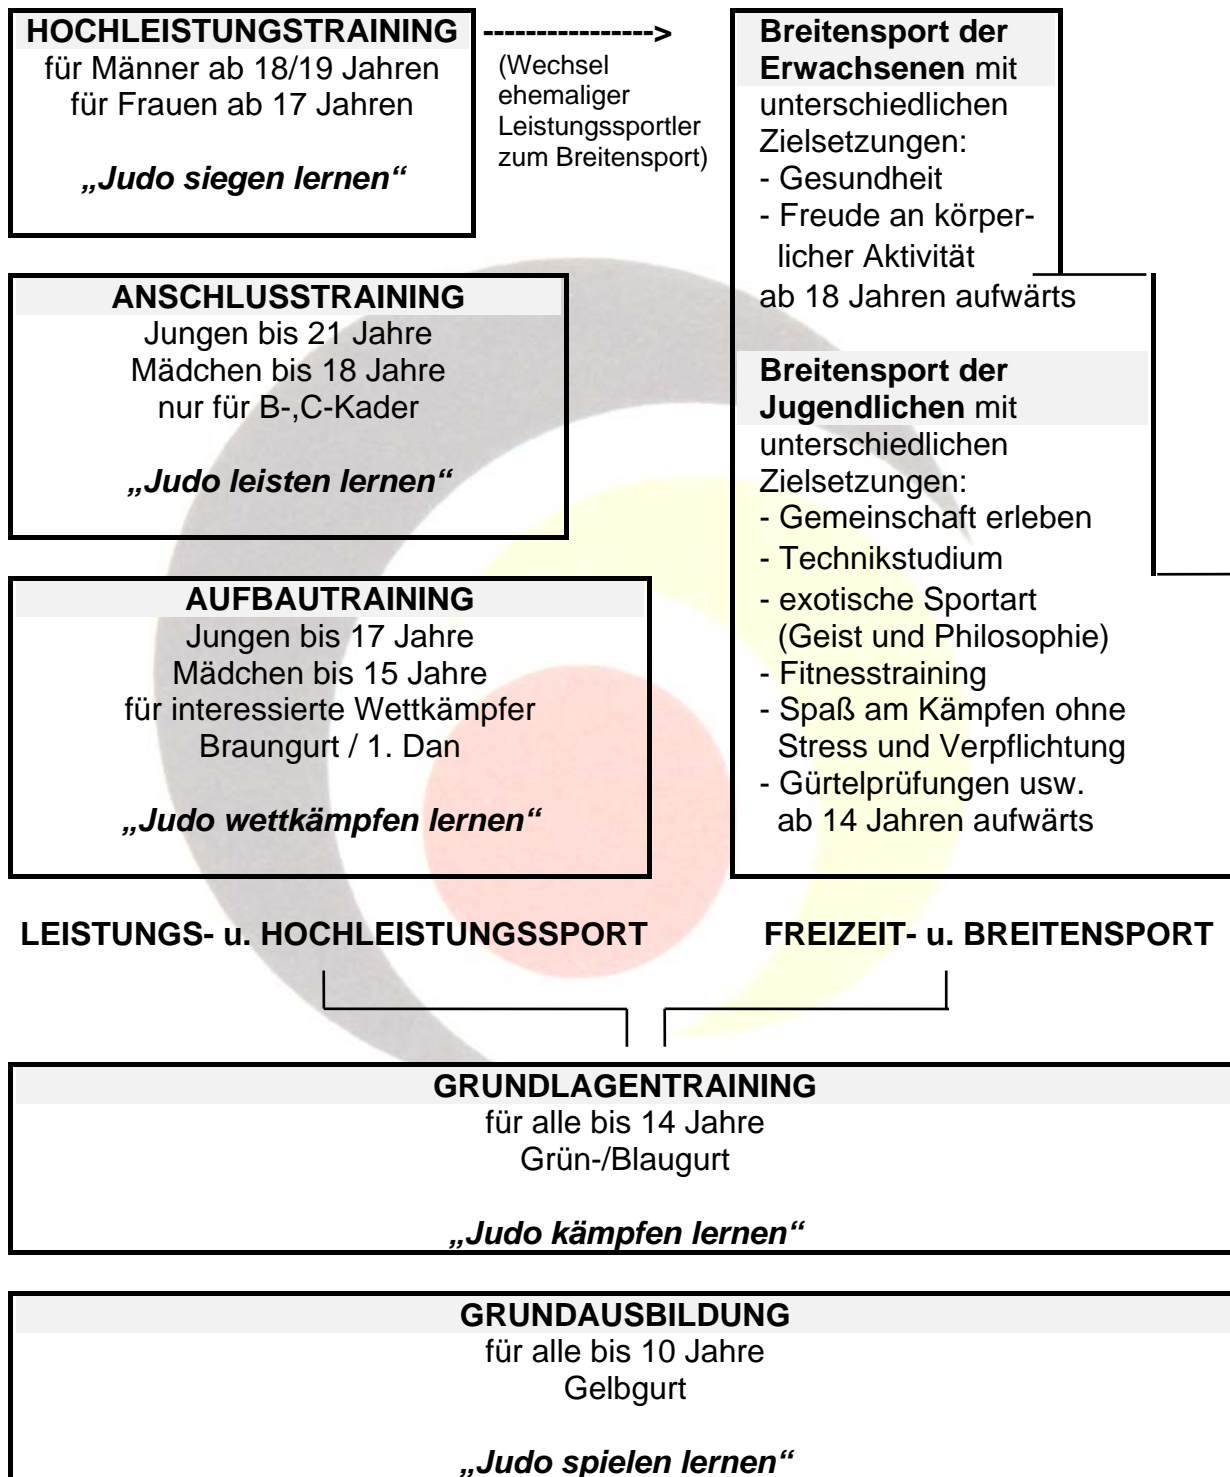 HOCHLEISTUNGSTRAINING
für Männer ab 18/19 Jahren
für Frauen ab 17 Jahren
„Judo siegen lernen“
---------------->
(Wechsel
ehemaliger
Leistungssportler
zum Breitensport)
Breitensport der
Erwachsenen mit
unterschiedlichen
Zielsetzungen:
- Gesundheit
- Freude an körper-
licher Aktivität
ab 18 Jahren aufwärts
ANSCHLUSSTRAINING
Jungen bis 21 Jahre
Mädchen bis 18 Jahre
nur für B-,C-Kader
„Judo leisten lernen“
Breitensport der
Jugendlichen mit
unterschiedlichen
Zielsetzungen:
- Gemeinschaft erleben
- Technikstudium
- exotische Sportart
(Geist und Philosophie)
- Fitnesstraining
- Spaß am Kämpfen ohne
Stress und Verpflichtung
- Gürtelprüfungen usw.
ab 14 Jahren aufwärts
AUFBAUTRAINING
Jungen bis 17 Jahre
Mädchen bis 15 Jahre
für interessierte Wettkämpfer
Braungurt / 1. Dan
„Judo wettkämpfen lernen“
LEISTUNGS- u. HOCHLEISTUNGSSPORT
FREIZEIT- u. BREITENSPORT
GRUNDLAGENTRAINING
für alle bis 14 Jahre
Grün-/Blaugurt
„Judo kämpfen lernen“
GRUNDAUSBILDUNG
für alle bis 10 Jahre
Gelbgurt
„Judo spielen lernen“